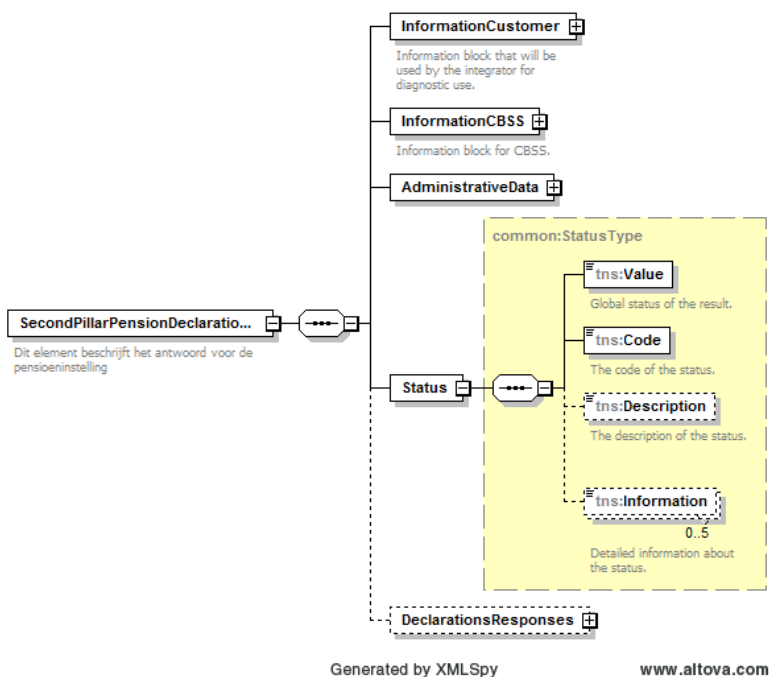 InformationCustomer
Information block that will be
used by the integrator for
diagnostic use.
InformationCBSS
Information block for CBSS.
AdministrativeData
common:StatusType
tns:Value
Global status of the result.
SecondPillarPensionDeclaratio...
Dit element beschrijft het antwoord voor de
pensioeninstelling
tns:Code
The code of the status.
Status
tns:Description
The description of the status.
tns:Information
0..5
Detailed information about
the status.
DeclarationsResponses
Generated by XMLSpy
www.altova.com